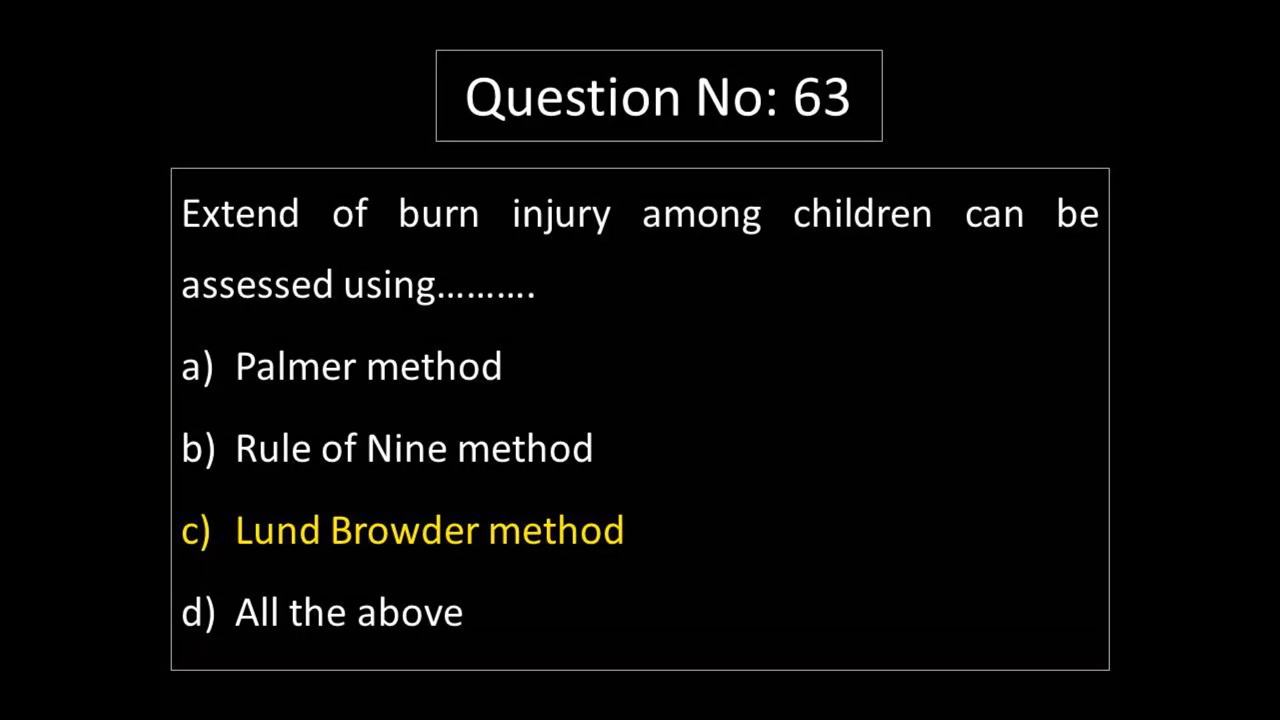 Question No: 63
Extend of burn injury among children can be
assessed using……….
a) Palmer method
b) Rule of Nine method
c) Lund Browder method
d) All the above